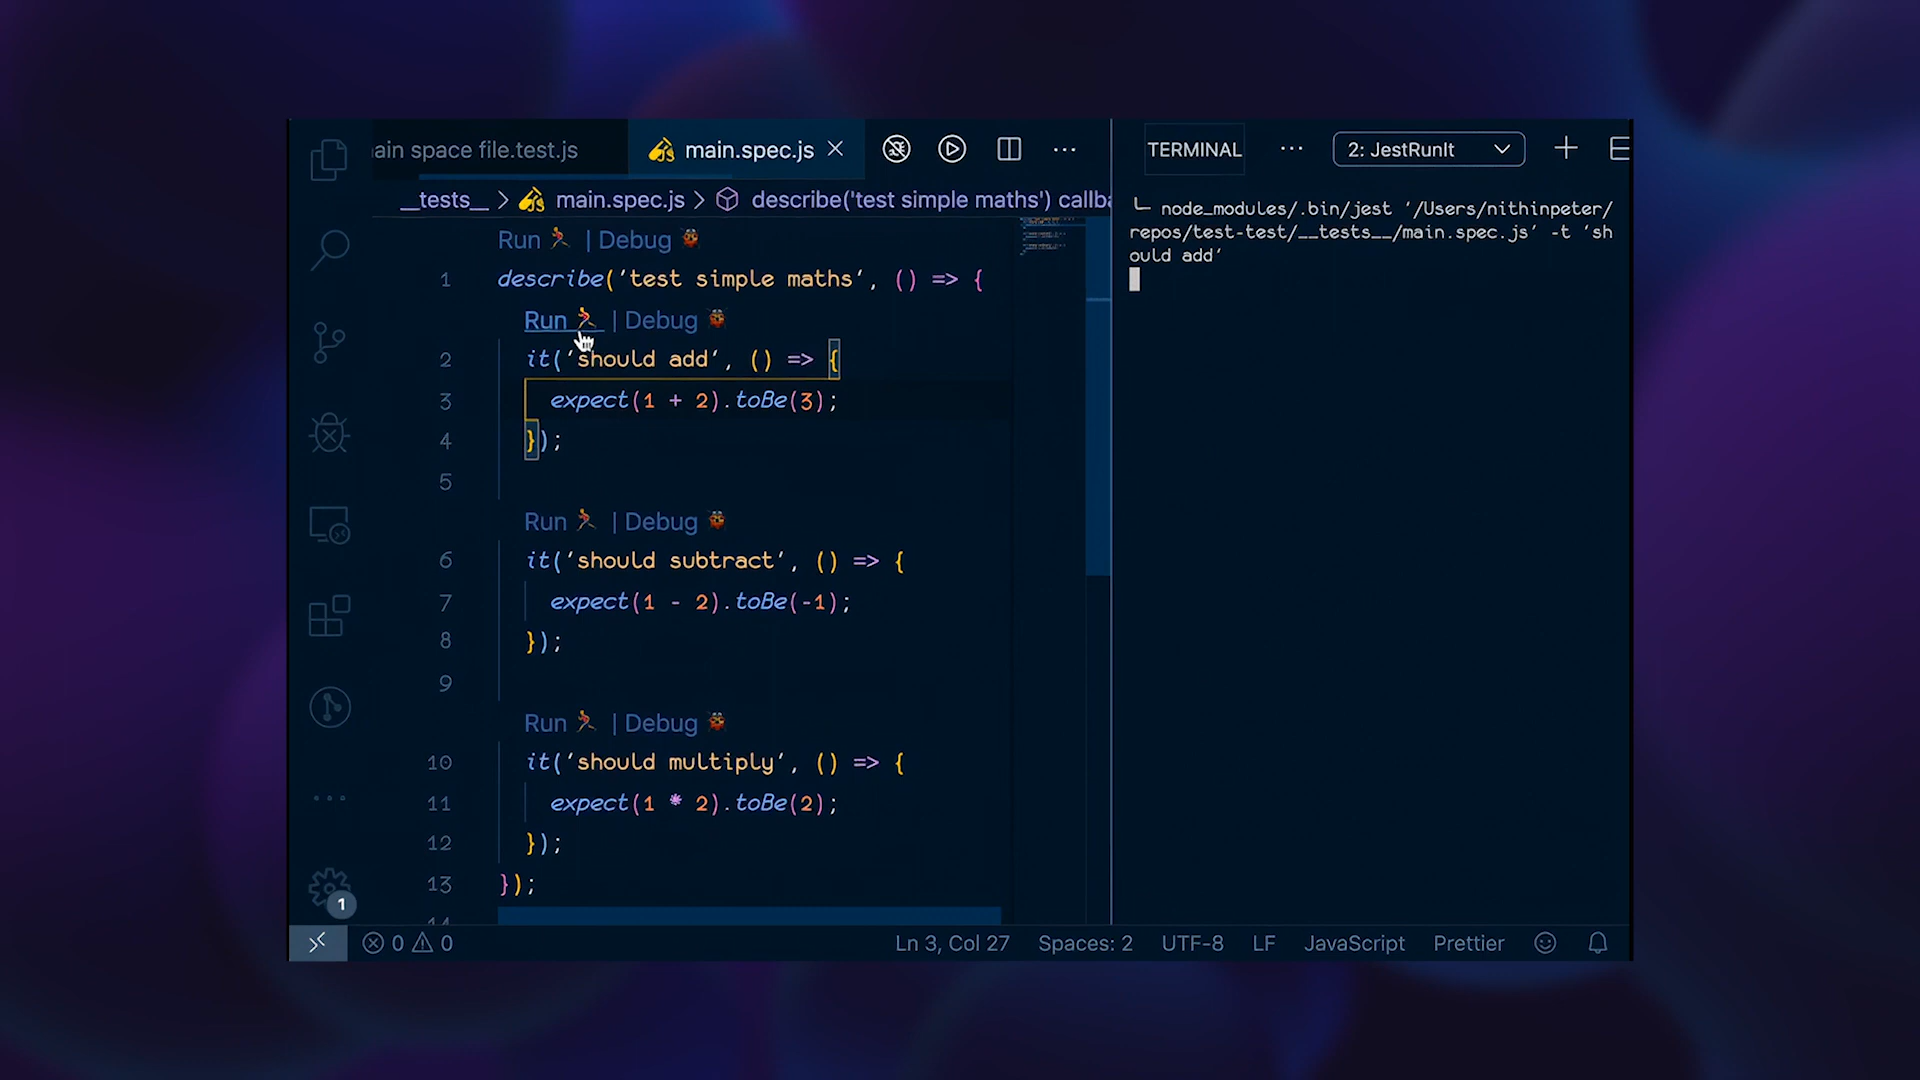 ain space file.test.js
main.spec.js
__tests__ > main.spec.js > describe('test simple maths') callba
Run | Debug
1 describe('test simple maths', () => {
Run | Debug
2 it('should add', () => {
3 expect(1 + 2).toBe(3);
4 });
5
Run | Debug
6 it('should subtract', () => {
7 expect(1 - 2).toBe(-1);
8 });
9
Run | Debug
10 it('should multiply', () => {
11 expect(1 * 2).toBe(2);
12 });
13 });
14
TERMINAL ... 2: JestRunIt
node_modules/.bin/jest '/Users/nithinpeter/
repos/test-test/__tests__/main.spec.js' -t 'sh
ould add'
1
0 0
Ln 3, Col 27 Spaces: 2 UTF-8 LF JavaScript Prettier